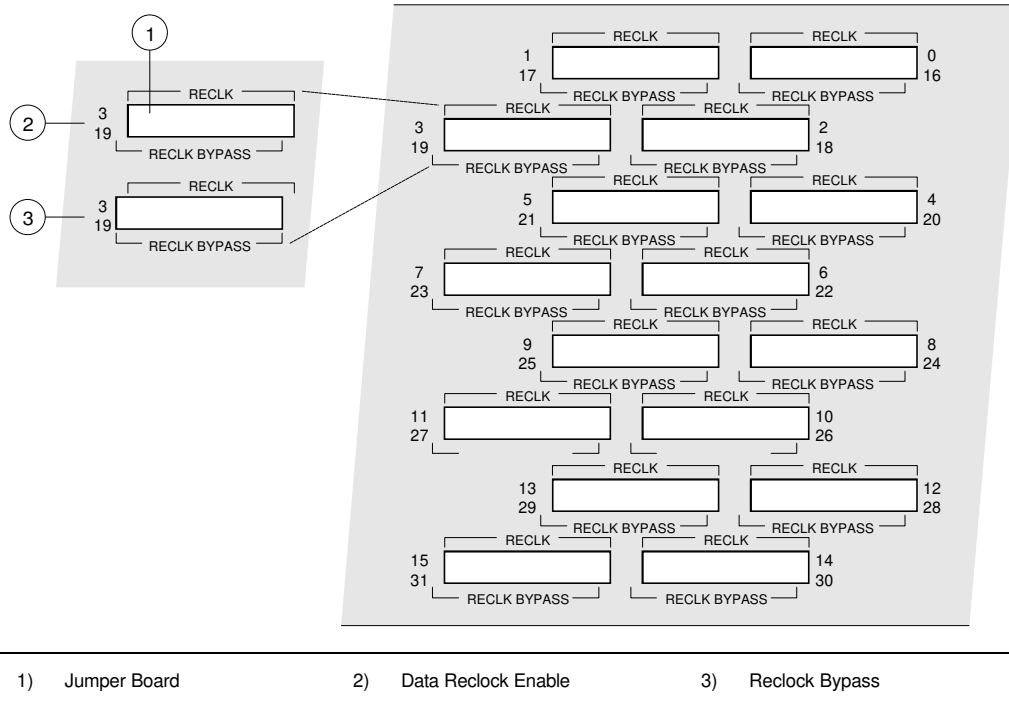 1
RECLK
3
19
RECLK BYPASS
2
RECLK
3
19
RECLK BYPASS
3
RECLK
1
17
RECLK BYPASS
RECLK
0
16
RECLK BYPASS
RECLK
3
19
RECLK BYPASS
RECLK
2
18
RECLK BYPASS
RECLK
5
21
RECLK BYPASS
RECLK
4
20
RECLK BYPASS
RECLK
7
23
RECLK BYPASS
RECLK
6
22
RECLK BYPASS
RECLK
9
25
RECLK BYPASS
RECLK
8
24
RECLK BYPASS
RECLK
11
27
RECLK
10
26
RECLK
13
29
RECLK BYPASS
RECLK
12
28
RECLK BYPASS
RECLK
15
31
RECLK BYPASS
RECLK
14
30
RECLK BYPASS
1) Jumper Board
2) Data Reclock Enable
3) Reclock Bypass